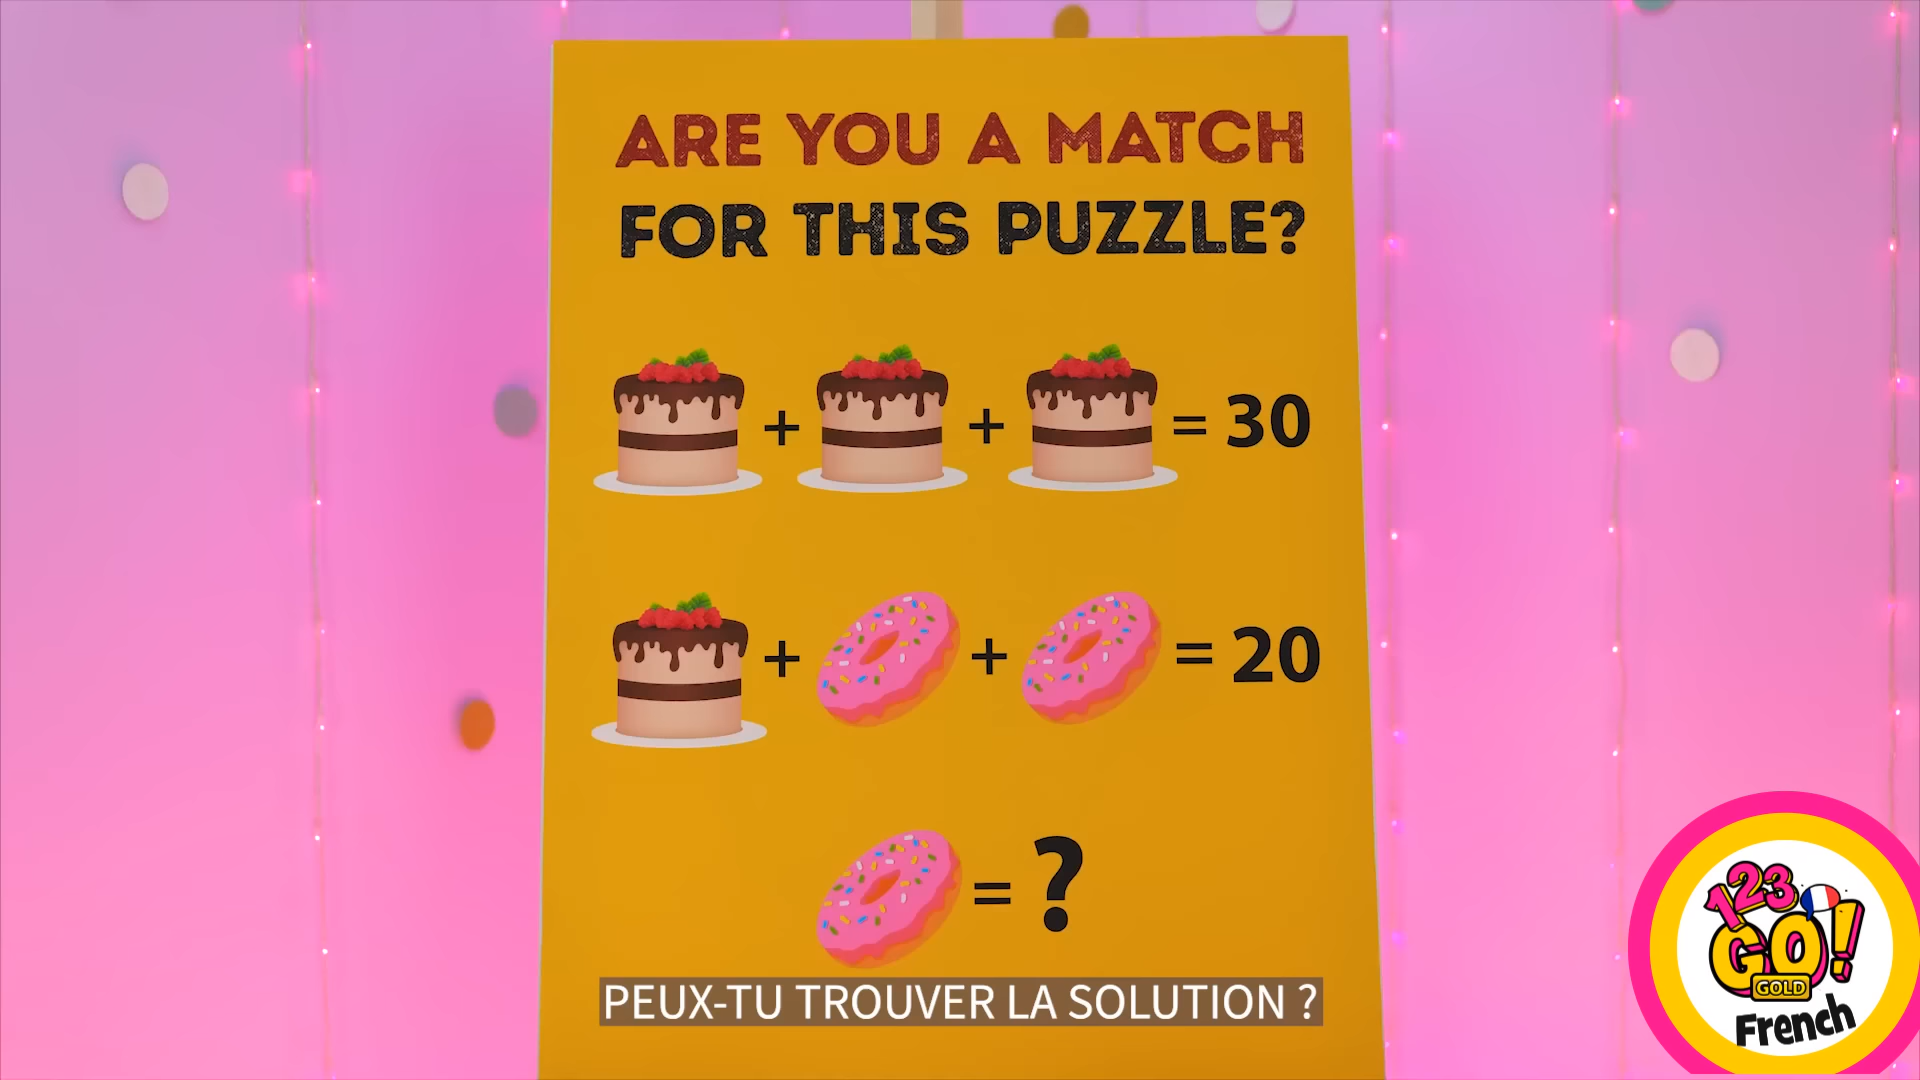 ARE YOU A MATCH
FOR THIS PUZZLE?
+ + = 30
+ + = 20
= ?
PEUX-TU TROUVER LA SOLUTION ?
123
GO!
GOLD
French